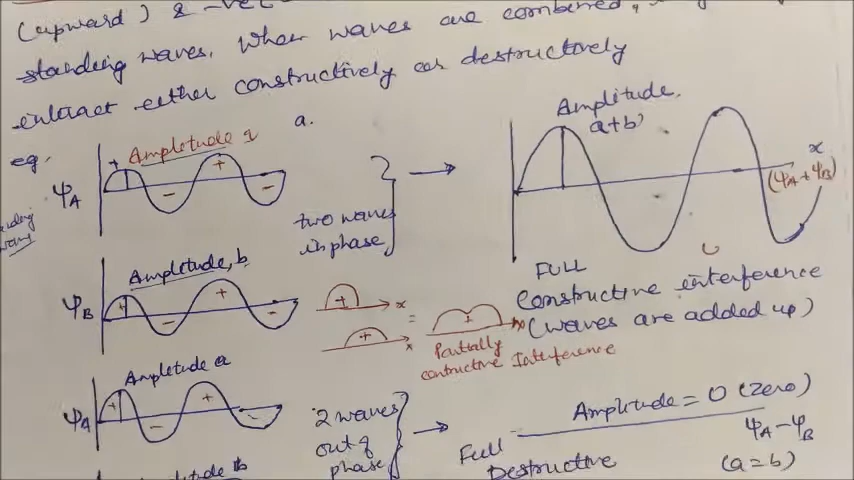 (upward) & -ve
standing waves. When waves are combined,
interact either constructively or destructively
eg.
a.
Amplitude 1
ψA
+
-
+
-
two waves
in phase
Amplitude
a+b
x
(ψA+ψB)
Amplitude, b
ψB
+
-
+
-
+
x
=
+
x
+
x
Partially
contructive Interference
FULL
Constructive interference
(waves are added up)
Amplitude a
ψA
+
-
+
-
2 waves
out of
phase
Full
Destructive
Amplitude = 0 (Zero)
ψA-ψB
(a=b)